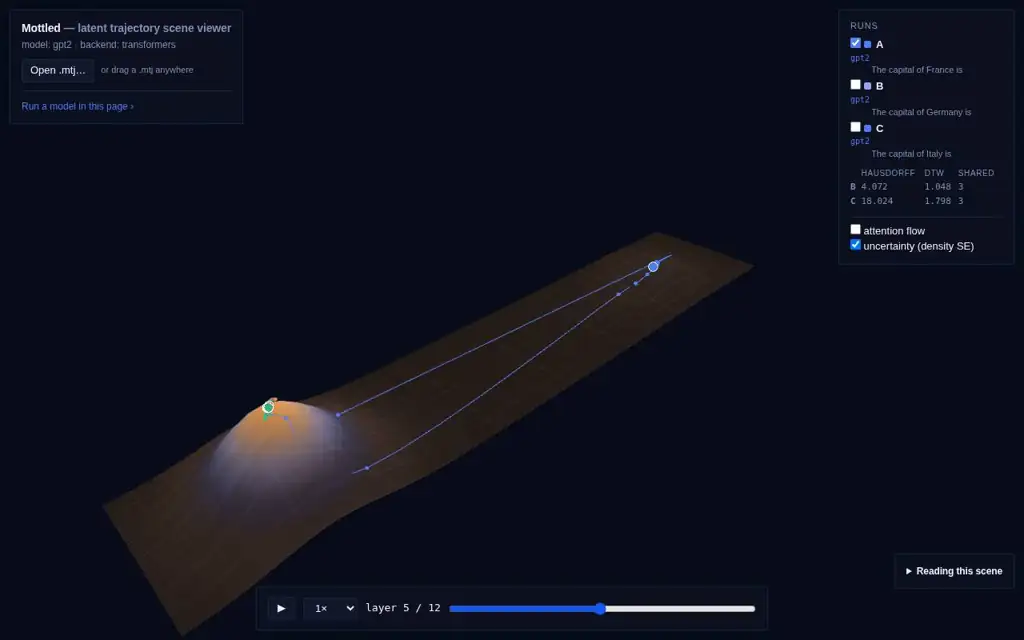 Mottled — latent trajectory scene viewer
model: gpt2 · backend: transformers
Open .mtj… or drag a .mtj anywhere
Run a model in this page ›
RUNS
A
gpt2
The capital of France is
B
gpt2
The capital of Germany is
C
gpt2
The capital of Italy is
HAUSDORFF DTW SHARED
B 4.072 1.048 3
C 18.024 1.798 3
attention flow
uncertainty (density SE)
▶ Reading this scene
▶ 1× layer 5 / 12